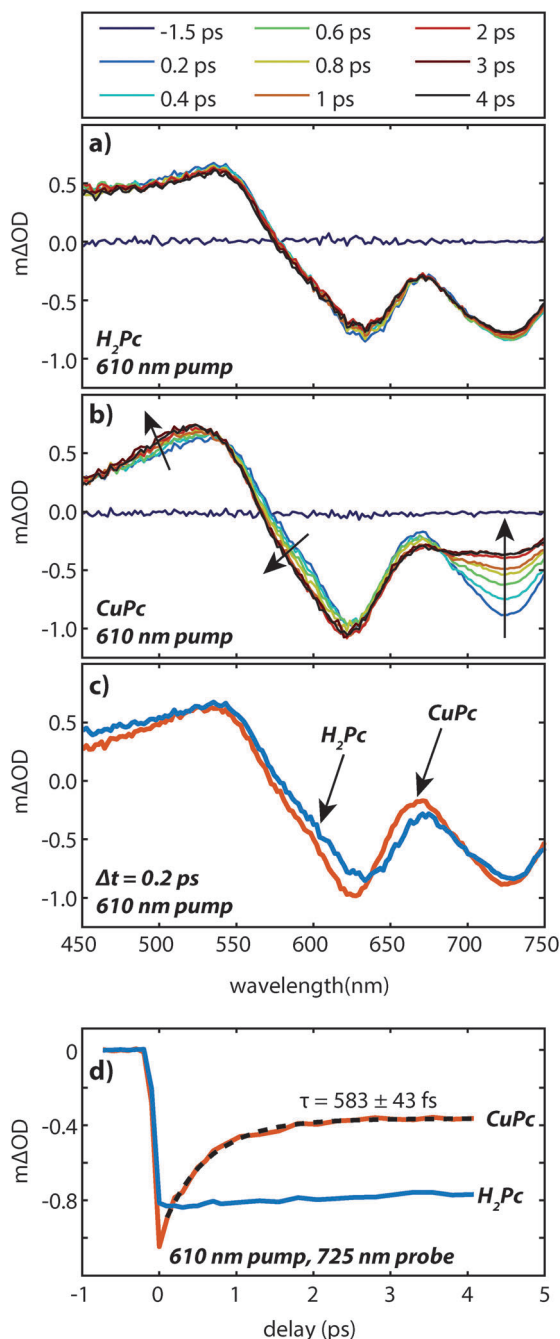 -1.5 ps 0.6 ps 2 ps
0.2 ps 0.8 ps 3 ps
0.4 ps 1 ps 4 ps
a)
0.5
0.0
-0.5
-1.0
mΔOD
H₂Pc
610 nm pump
b)
0.5
0.0
-0.5
-1.0
mΔOD
CuPc
610 nm pump
c)
0.5
0.0
-0.5
-1.0
mΔOD
H₂Pc
CuPc
Δt = 0.2 ps
610 nm pump
450 500 550 600 650 700 750
wavelength(nm)
d)
0
-0.4
-0.8
mΔOD
τ = 583 ± 43 fs
CuPc
H₂Pc
610 nm pump, 725 nm probe
-1 0 1 2 3 4 5
delay (ps)